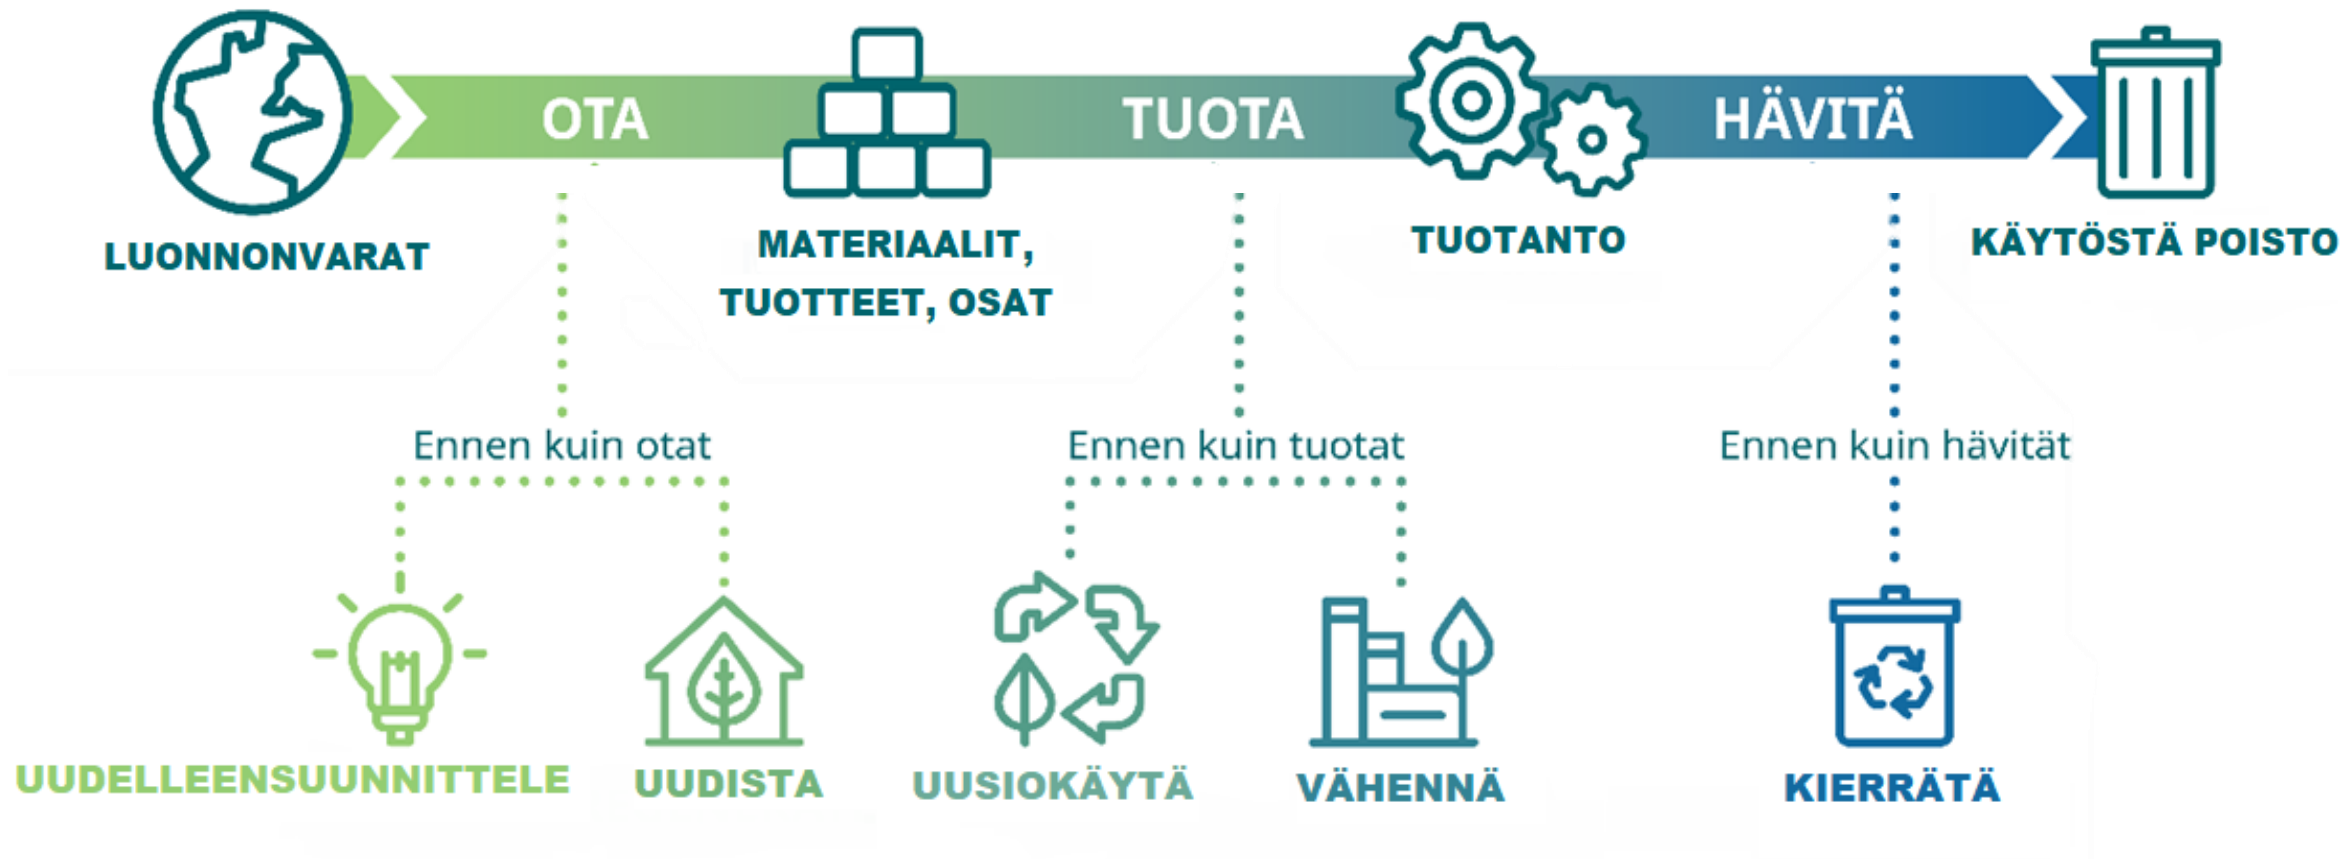 OTA
TUOTA
HÄVITÄ
LUONNONVARAT
MATERIAALIT,
TUOTTEET, OSAT
TUOTANTO
KÄYTÖSTÄ POISTO
Ennen kuin otat
Ennen kuin tuotat
Ennen kuin hävität
UUDELLEENSUUNNITTELE
UUDISTA
UUSIOKÄYTÄ
VÄHENNÄ
KIERRÄTÄ